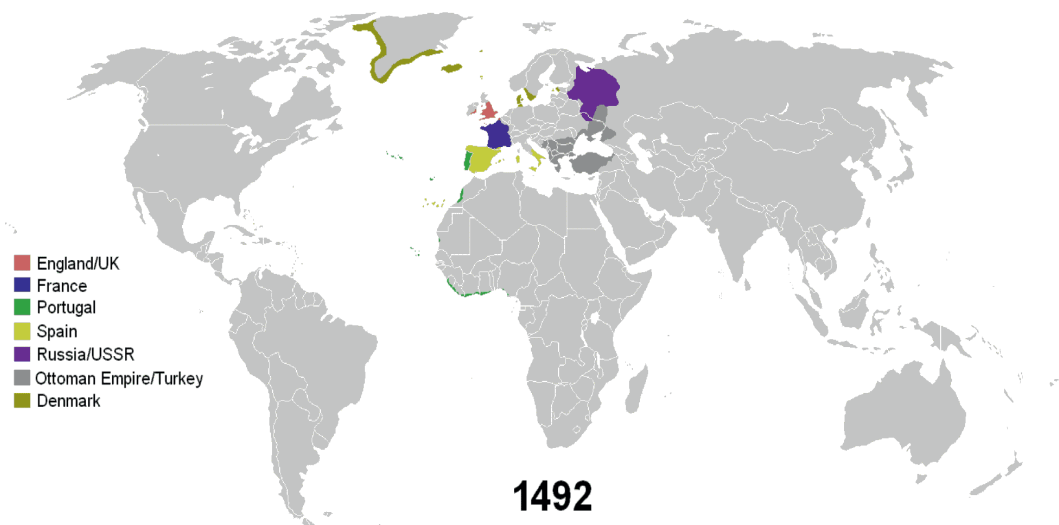 England/UK
France
Portugal
Spain
Russia/USSR
Ottoman Empire/Turkey
Denmark
1492